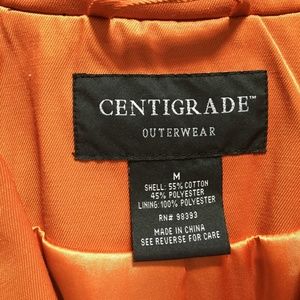 CENTIGRADE™
OUTERWEAR
M
SHELL: 55% COTTON
45% POLYESTER
LINING: 100% POLYESTER
RN# 98393
MADE IN CHINA
SEE REVERSE FOR CARE